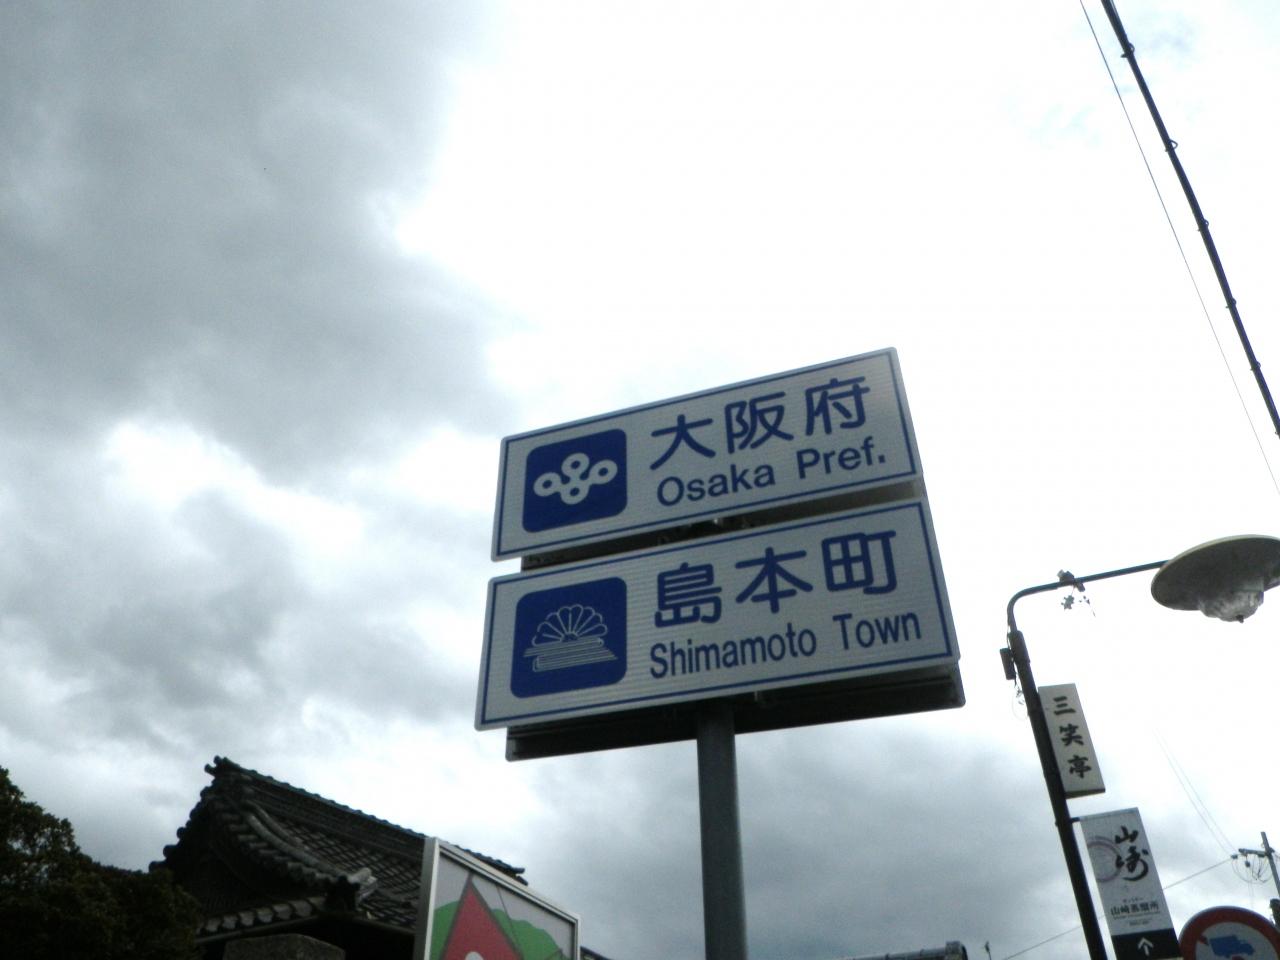 大阪府
Osaka Pref.
島本町
Shimamoto Town
三笑亭
山崎
山崎蒸溜所